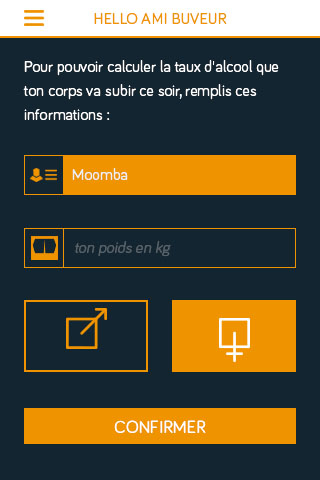 HELLO AMI BUVEUR
Pour pouvoir calculer la taux d'alcool que
ton corps va subir ce soir, remplis ces
informations :
Moomba
ton poids en kg
CONFIRMER